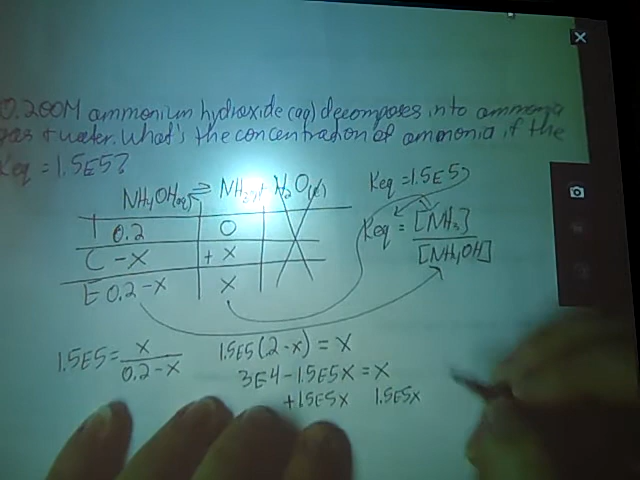 0.200M ammonium hydroxide (aq) decomposes into ammonia
gas + water. What's the concentration of ammonia if the
Keq = 1.5E5?
NH4OH(aq) ⇌ NH3(g) + H2O(l)
Keq = 1.5E5?
I 0.2 0
Keq = [NH3]
[NH4OH]
C -x +x
E 0.2-x x
1.5E5 = x
0.2-x
1.5E5(.2-x) = x
3E4-1.5E5x = x
+1.5E5x 1.5E5x